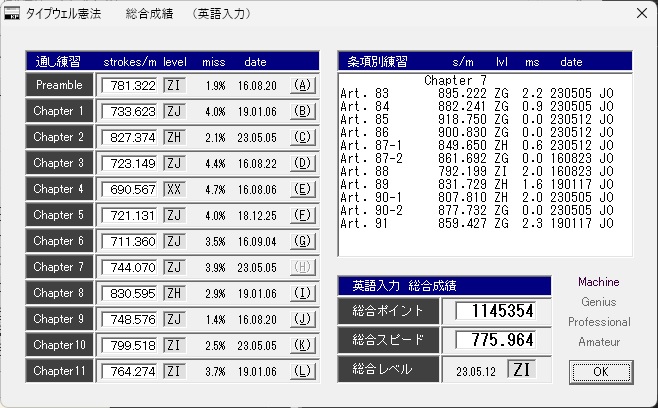 タイプウェル憲法　　総合成績　（英語入力）
通し練習 strokes/m level miss date
Preamble 781.322 ZI 1.9% 16.08.20 (A)
Chapter 1 733.623 ZJ 4.0% 19.01.06 (B)
Chapter 2 827.374 ZH 2.1% 23.05.05 (C)
Chapter 3 723.149 ZJ 4.4% 16.08.22 (D)
Chapter 4 690.567 XX 4.7% 16.08.06 (E)
Chapter 5 721.131 ZJ 4.0% 18.12.25 (F)
Chapter 6 711.360 ZJ 3.5% 16.09.04 (G)
Chapter 7 744.070 ZJ 3.9% 23.05.05 (H)
Chapter 8 830.595 ZH 2.9% 19.01.06 (I)
Chapter 9 748.576 ZJ 1.4% 16.08.20 (J)
Chapter10 799.518 ZI 2.5% 23.05.05 (K)
Chapter11 764.274 ZI 3.7% 19.01.06 (L)
条項別練習 s/m lvl ms date
Chapter 7
Art. 83 895.222 ZG 2.2 230505 JO
Art. 84 882.241 ZG 0.9 230505 JO
Art. 85 918.750 ZG 0.0 230512 JO
Art. 86 900.830 ZG 0.0 230512 JO
Art. 87-1 849.650 ZH 0.6 230512 JO
Art. 87-2 861.692 ZG 0.0 160823 JO
Art. 88 792.199 ZI 2.0 160823 JO
Art. 89 831.729 ZH 1.6 190117 JO
Art. 90-1 807.810 ZH 2.0 230505 JO
Art. 90-2 877.732 ZG 0.0 230505 JO
Art. 91 859.427 ZG 2.3 190117 JO
英語入力 総合成績
総合ポイント 1145354
総合スピード 775.964
総合レベル 23.05.12 ZI
Machine
Genius
Professional
Amateur
OK